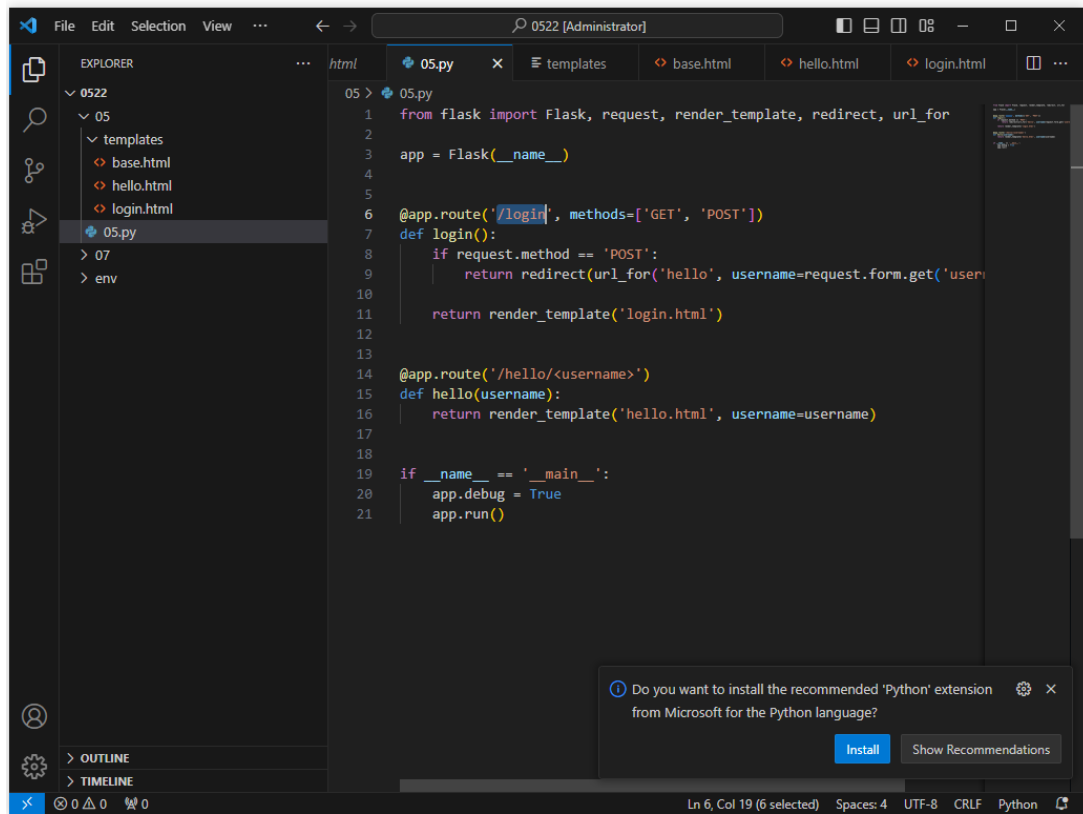 File Edit Selection View ··· 0522 [Administrator]
EXPLORER ···
0522
05
templates
base.html
hello.html
login.html
05.py
07
env
OUTLINE
TIMELINE
html 05.py templates base.html hello.html login.html ···
05 > 05.py
1 from flask import Flask, request, render_template, redirect, url_for
2
3 app = Flask(__name__)
4
5
6 @app.route('/login', methods=['GET', 'POST'])
7 def login():
8 if request.method == 'POST':
9 return redirect(url_for('hello', username=request.form.get('user
10
11 return render_template('login.html')
12
13
14 @app.route('/hello/<username>')
15 def hello(username):
16 return render_template('hello.html', username=username)
17
18
19 if __name__ == '__main__':
20 app.debug = True
21 app.run()
Do you want to install the recommended 'Python' extension
from Microsoft for the Python language?
Install Show Recommendations
0 0 0 Ln 6, Col 19 (6 selected) Spaces: 4 UTF-8 CRLF Python